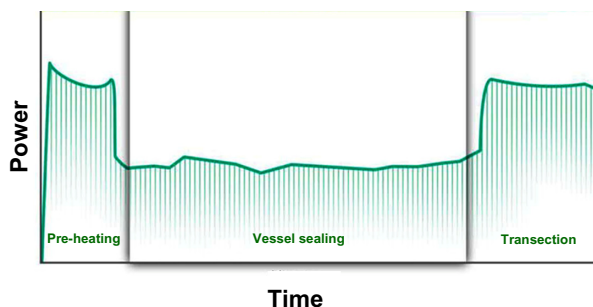 Power
Pre-heating
Vessel sealing
Transection
Time